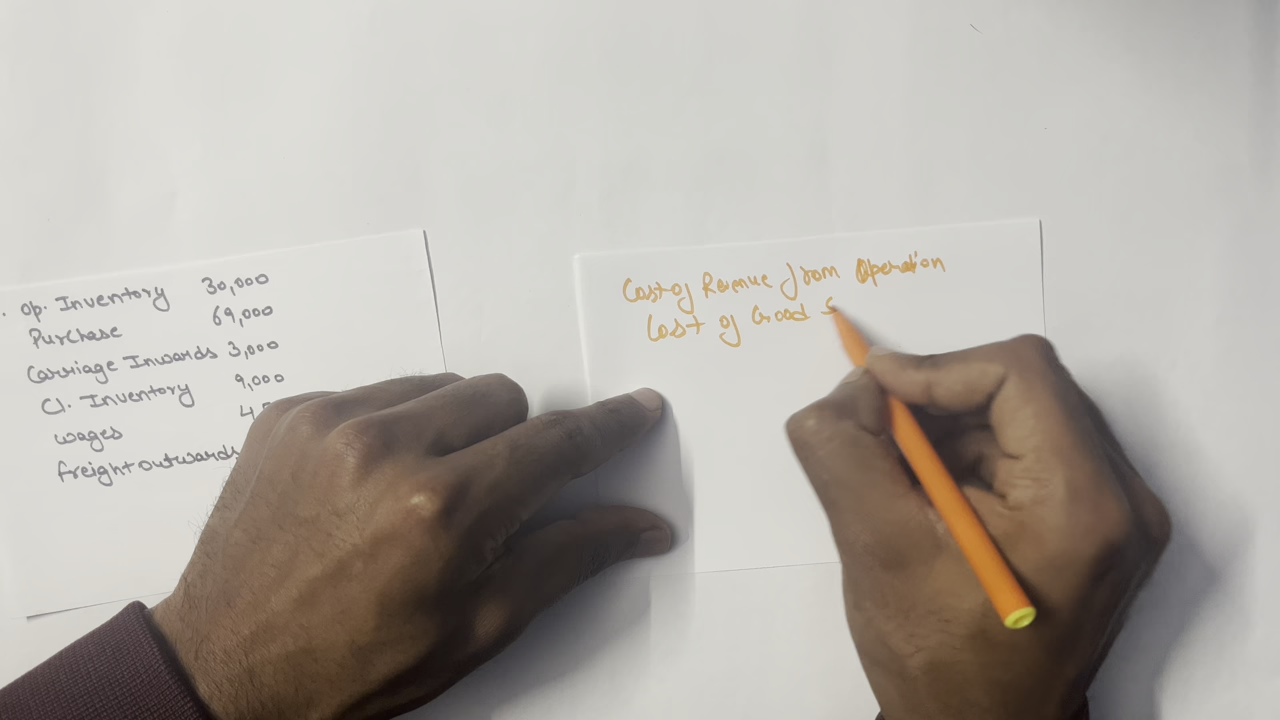 . Op. Inventory 30,000
Purchase 69,000
Carriage Inwards 3,000
Cl. Inventory 9,000
wages 4
freight outwards
Cost of Revenue from Operation
Cost of Good S